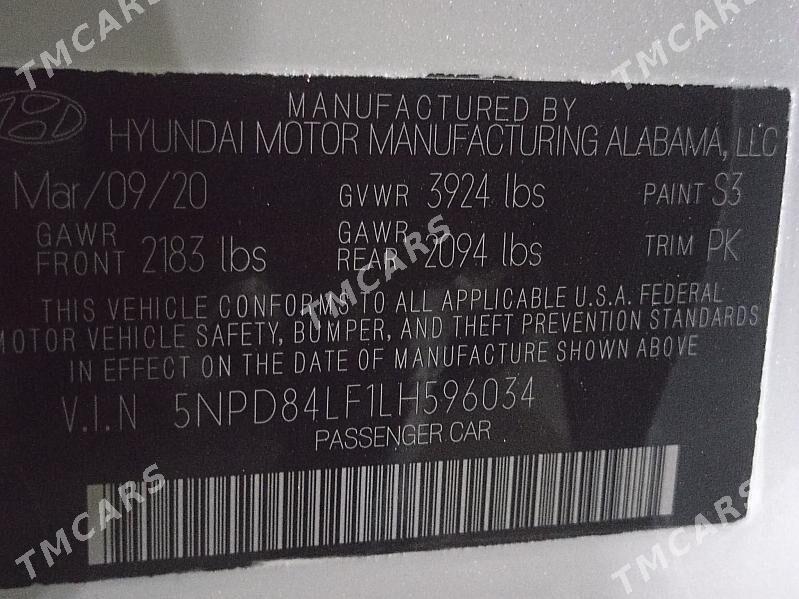 TMCARS
TMCARS
MANUFACTURED BY
HYUNDAI MOTOR MANUFACTURING ALABAMA, LLC
Mar/09/20 GVWR 3924 lbs PAINT S3
GAWR FRONT 2183 lbs GAWR REAR 2094 lbs TRIM PK
TMCARS
THIS VEHICLE CONFORMS TO ALL APPLICABLE U.S.A. FEDERAL
MOTOR VEHICLE SAFETY, BUMPER, AND THEFT PREVENTION STANDARDS
IN EFFECT ON THE DATE OF MANUFACTURE SHOWN ABOVE
V.I.N 5NPD84LF1LH596034
PASSENGER CAR
TMCARS
TMCARS